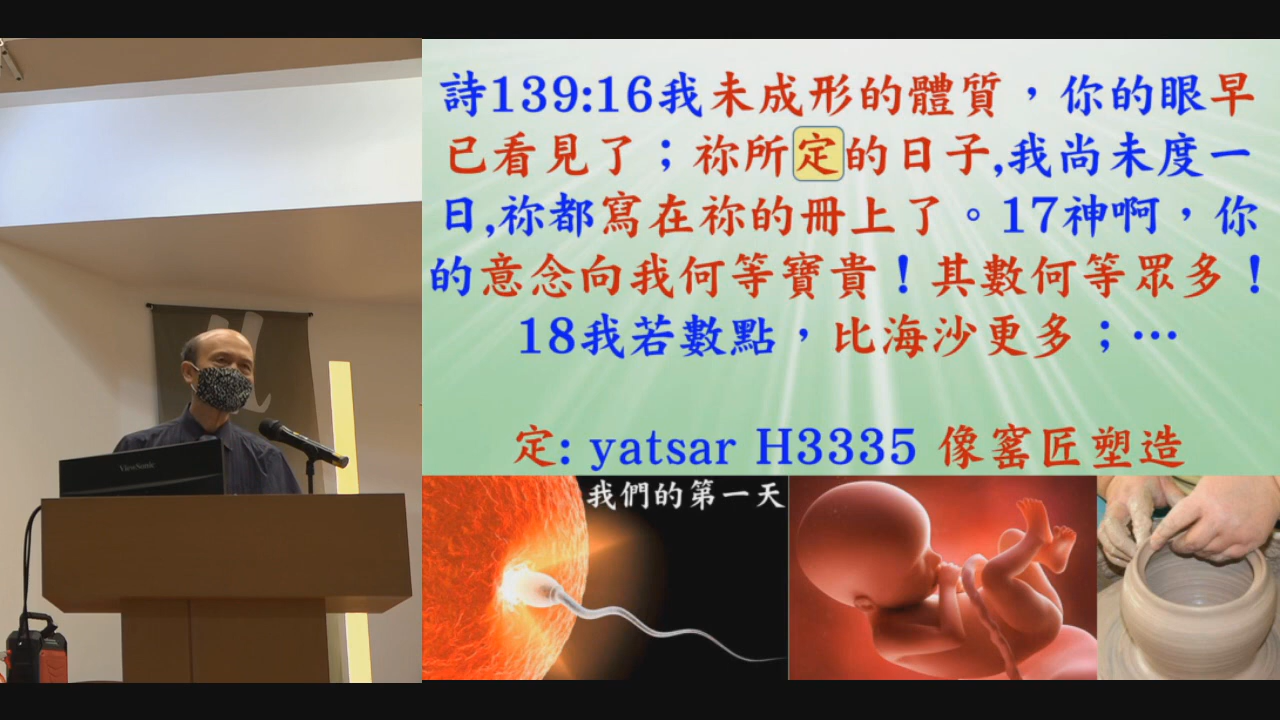 詩139:16我未成形的體質，你的眼早
已看見了；祢所定的日子,我尚未度一
日,祢都寫在祢的冊上了。17神啊，你
的意念向我何等寶貴！其數何等眾多！
18我若數點，比海沙更多；…
定: yatsar H3335 像窰匠塑造
我們的第一天
ViewSonic